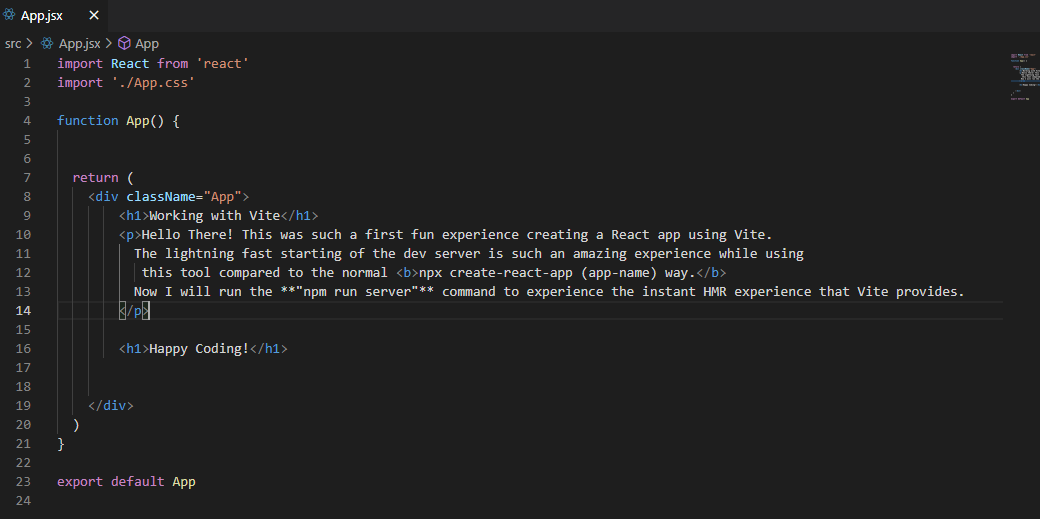 App.jsx ×
src > App.jsx > App
1 import React from 'react'
2 import './App.css'
3
4 function App() {
5
6
7   return (
8     <div className="App">
9         <h1>Working with Vite</h1>
10         <p>Hello There! This was such a first fun experience creating a React app using Vite.
11           The lightning fast starting of the dev server is such an amazing experience while using
12            this tool compared to the normal <b>npx create-react-app (app-name) way.</b>
13           Now I will run the **"npm run server"** command to experience the instant HMR experience that Vite provides.
14         </p>
15
16         <h1>Happy Coding!</h1>
17
18
19     </div>
20   )
21 }
22
23 export default App
24